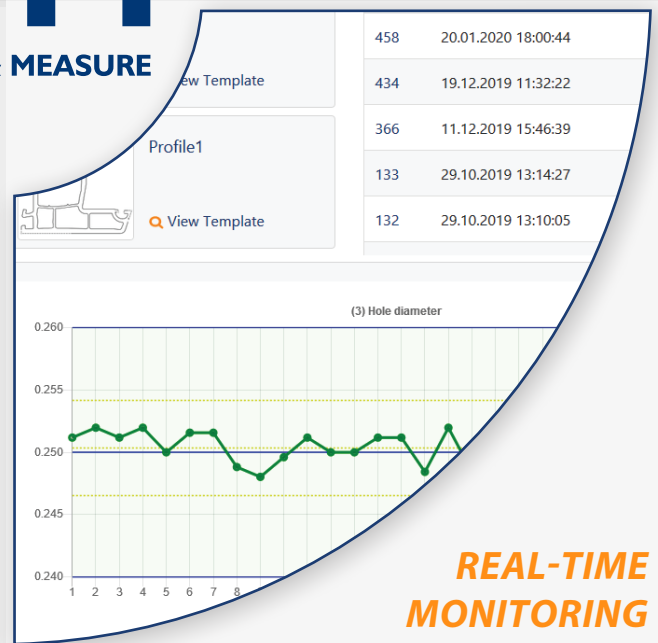 MEASURE
458 20.01.2020 18:00:44
View Template
434 19.12.2019 11:32:22
366 11.12.2019 15:46:39
Profile1
133 29.10.2019 13:14:27
View Template
132 29.10.2019 13:10:05
(3) Hole diameter
0.260
0.255
0.250
0.245
0.240
1 2 3 4 5 6 7 8
REAL-TIME
MONITORING